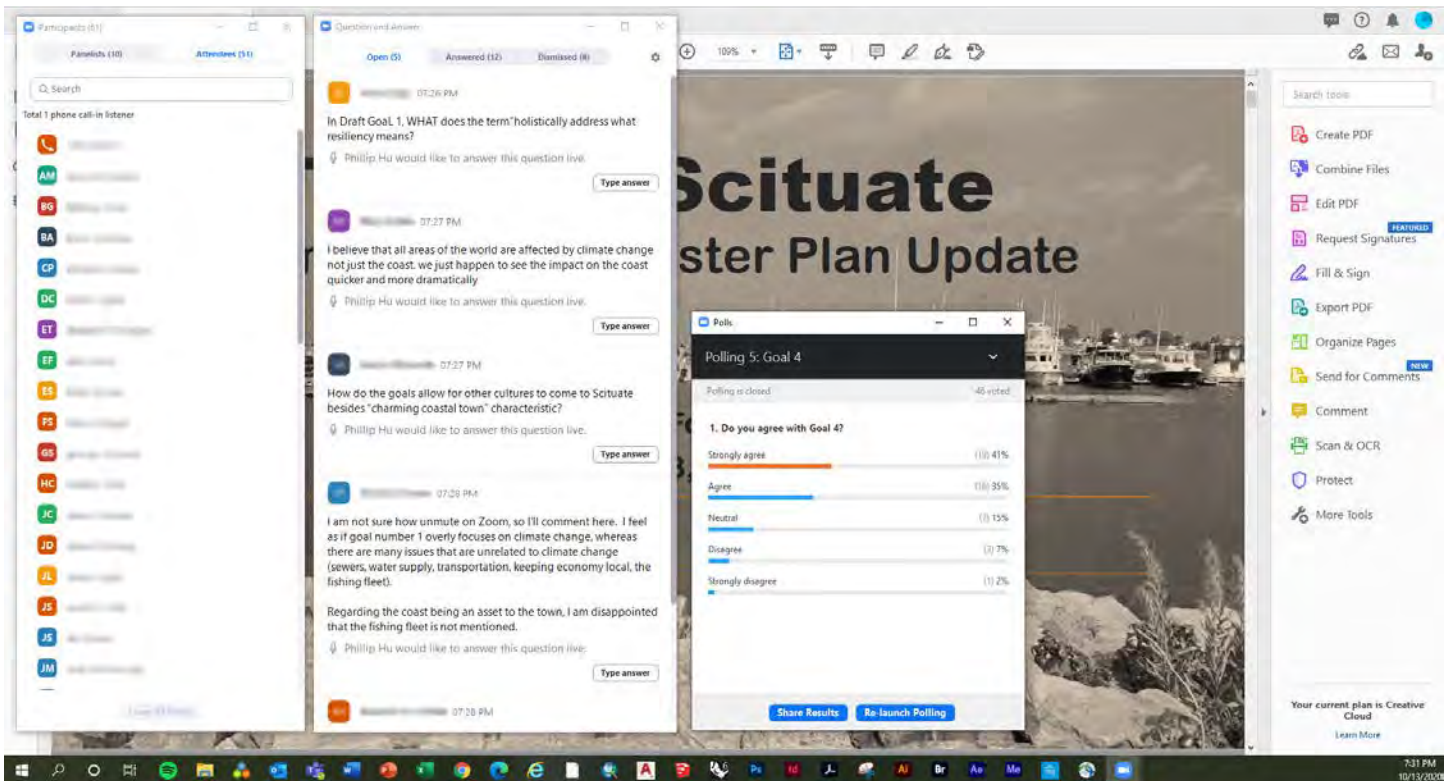 Participants (61)
Panelists (10)
Attendees (51)
Search
Total 1 phone call-in listener
AM
BG
BA
CP
DC
ET
EF
ES
PS
GS
HC
JC
JD
JL
JS
JS
JM
Question and Answer
Open (5)
Answered (12)
Dismissed (8)
07:26 PM
In Draft GoaL 1, WHAT does the term"holistically address what
resiliency means?
Phillip Hu would like to answer this question live.
Type answer
07:27 PM
I believe that all areas of the world are affected by climate change
not just the coast. we just happen to see the impact on the coast
quicker and more dramatically
Phillip Hu would like to answer this question live.
Type answer
07:27 PM
How do the goals allow for other cultures to come to Scituate
besides "charming coastal town" characteristic?
Phillip Hu would like to answer this question live.
Type answer
07:28 PM
I am not sure how unmute on Zoom, so I'll comment here. I feel
as if goal number 1 overly focuses on climate change, whereas
there are many issues that are unrelated to climate change
(sewers, water supply, transportation, keeping economy local, the
fishing fleet).
Regarding the coast being an asset to the town, I am disappointed
that the fishing fleet is not mentioned.
Phillip Hu would like to answer this question live.
Type answer
07:28 PM
109%
Scituate
ster Plan Update
Polls
Polling 5: Goal 4
Polling is closed
46 voted
1. Do you agree with Goal 4?
Strongly agree
(19) 41%
Agree
(16) 35%
Neutral
(7) 15%
Disagree
(3) 7%
Strongly disagree
(1) 2%
Share Results
Re-launch Polling
Search tools
Create PDF
Combine Files
Edit PDF
FEATURED
Request Signatures
Fill & Sign
Export PDF
Organize Pages
NEW
Send for Comments
Comment
Scan & OCR
Protect
More Tools
Your current plan is Creative
Cloud
Learn More
Ps
Id
Ai
Br
Ae
Me
7:31 PM
10/13/2020